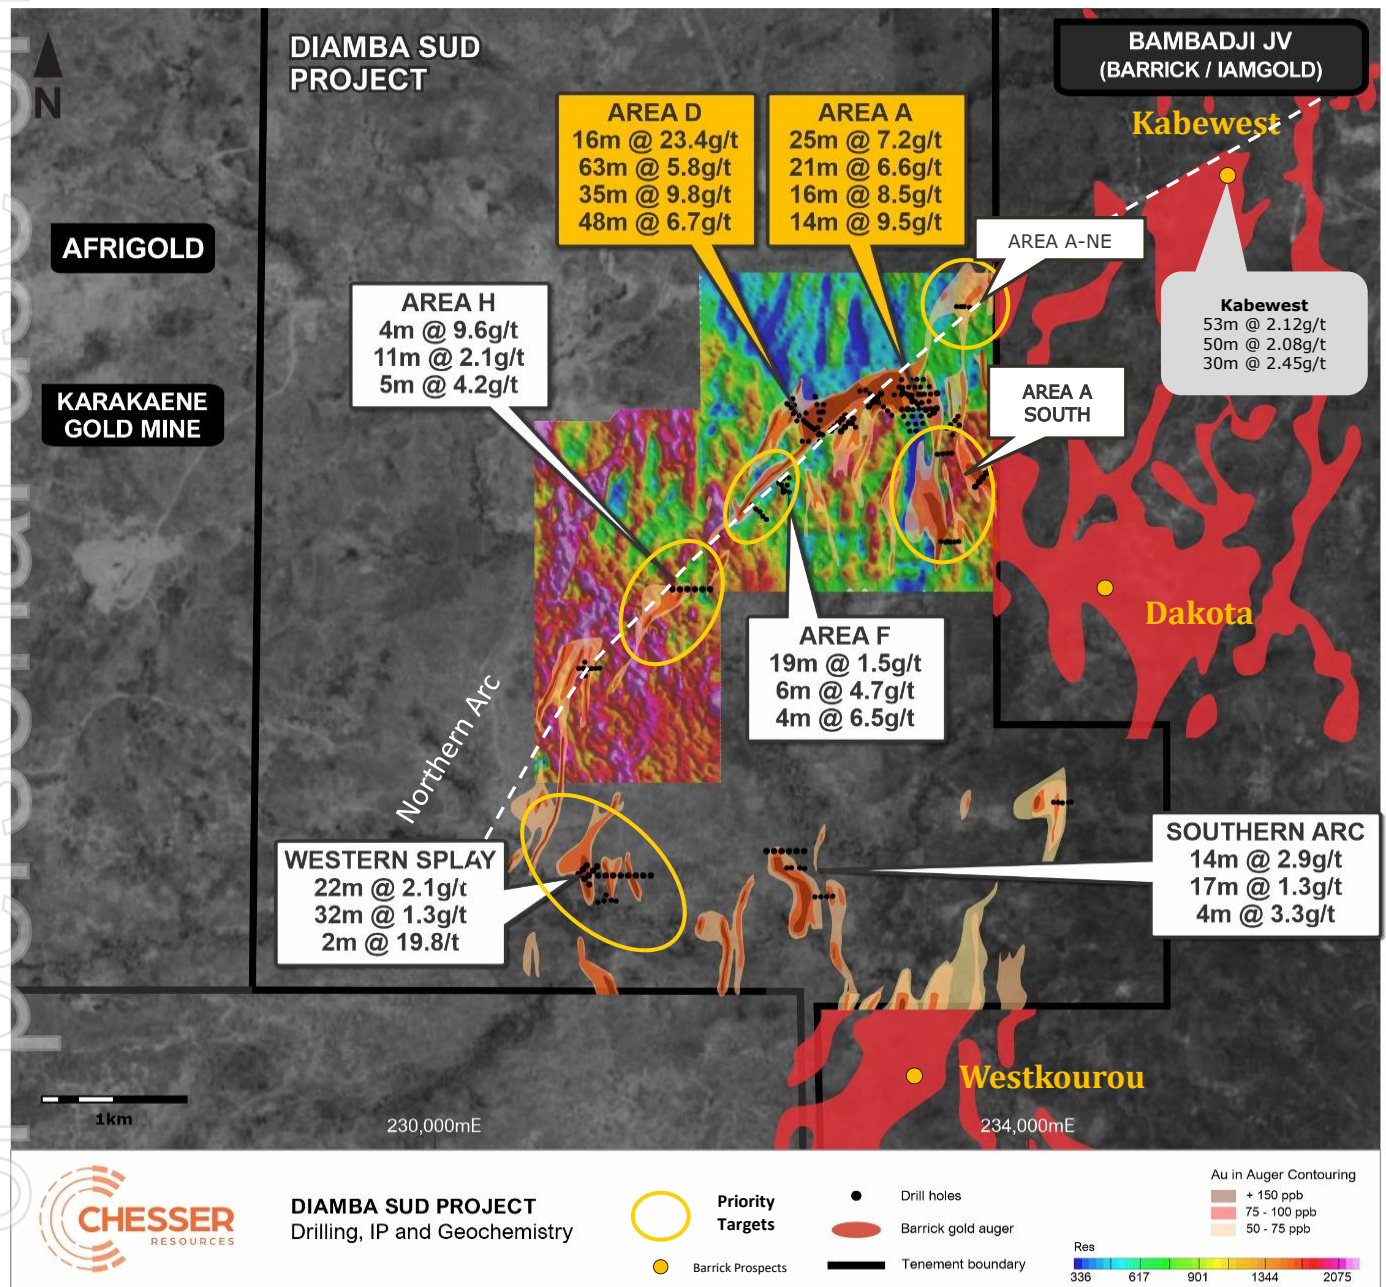 DIAMBA SUD
PROJECT
BAMBADJI JV
(BARRICK / IAMGOLD)
N
Kabewest
AREA D
16m @ 23.4g/t
63m @ 5.8g/t
35m @ 9.8g/t
48m @ 6.7g/t
AREA A
25m @ 7.2g/t
21m @ 6.6g/t
16m @ 8.5g/t
14m @ 9.5g/t
AFRIGOLD
AREA A-NE
AREA H
4m @ 9.6g/t
11m @ 2.1g/t
5m @ 4.2g/t
Kabewest
53m @ 2.12g/t
50m @ 2.08g/t
30m @ 2.45g/t
KARAKAENE
GOLD MINE
AREA A
SOUTH
Dakota
AREA F
19m @ 1.5g/t
6m @ 4.7g/t
4m @ 6.5g/t
Northern Arc
WESTERN SPLAY
22m @ 2.1g/t
32m @ 1.3g/t
2m @ 19.8/t
SOUTHERN ARC
14m @ 2.9g/t
17m @ 1.3g/t
4m @ 3.3g/t
Westkourou
1km
230,000mE
234,000mE
CHESSER
RESOURCES
DIAMBA SUD PROJECT
Drilling, IP and Geochemistry
Priority
Targets
Barrick Prospects
Drill holes
Barrick gold auger
Tenement boundary
Au in Auger Contouring
+ 150 ppb
75 - 100 ppb
50 - 75 ppb
Res
336 617 901 1344 2075